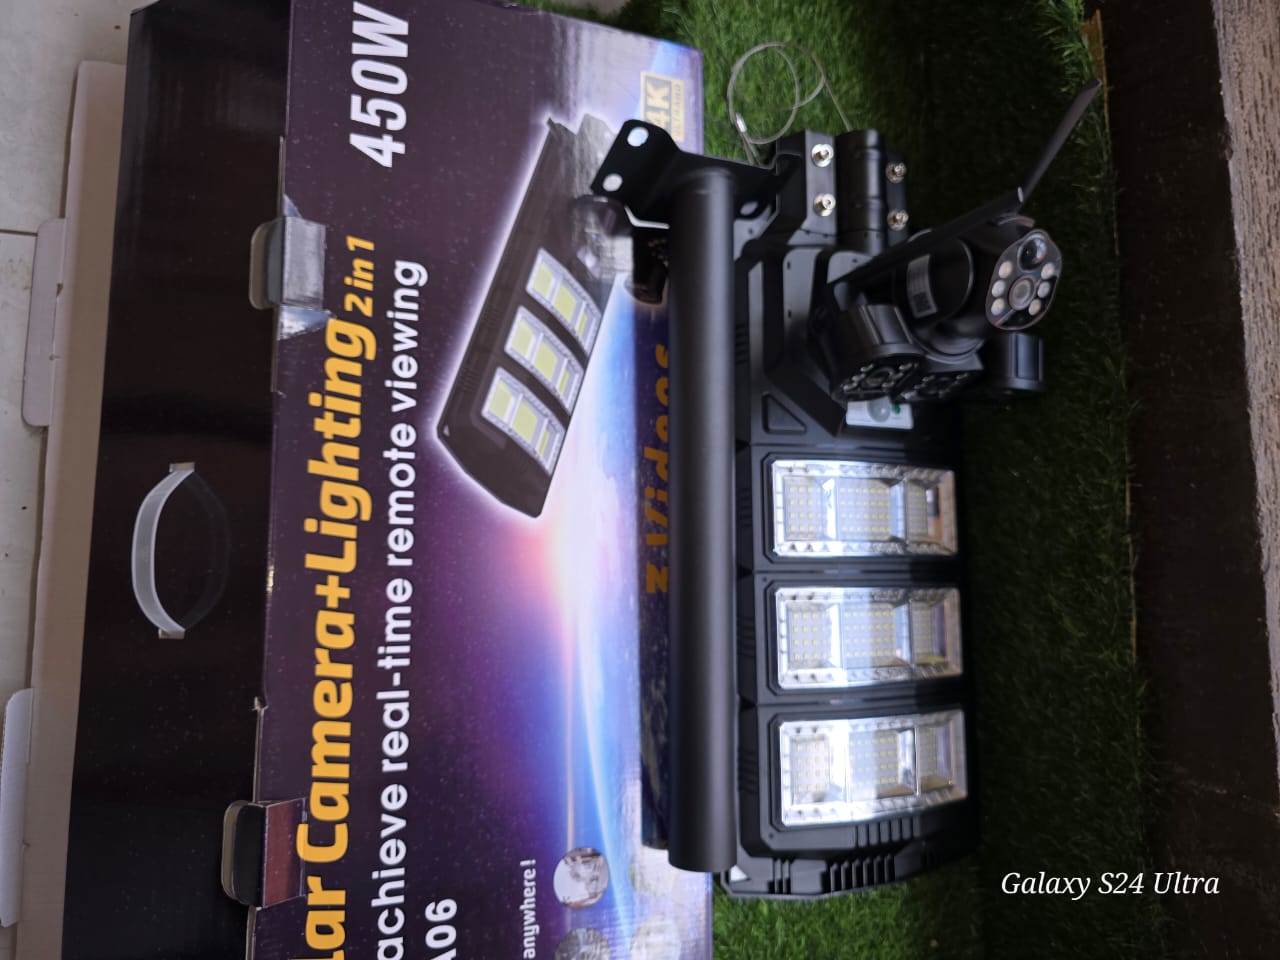 450W
4K
lar Camera+Lighting 2 in 1
achieve real-time remote viewing
A06
anywhere!
Galaxy S24 Ultra